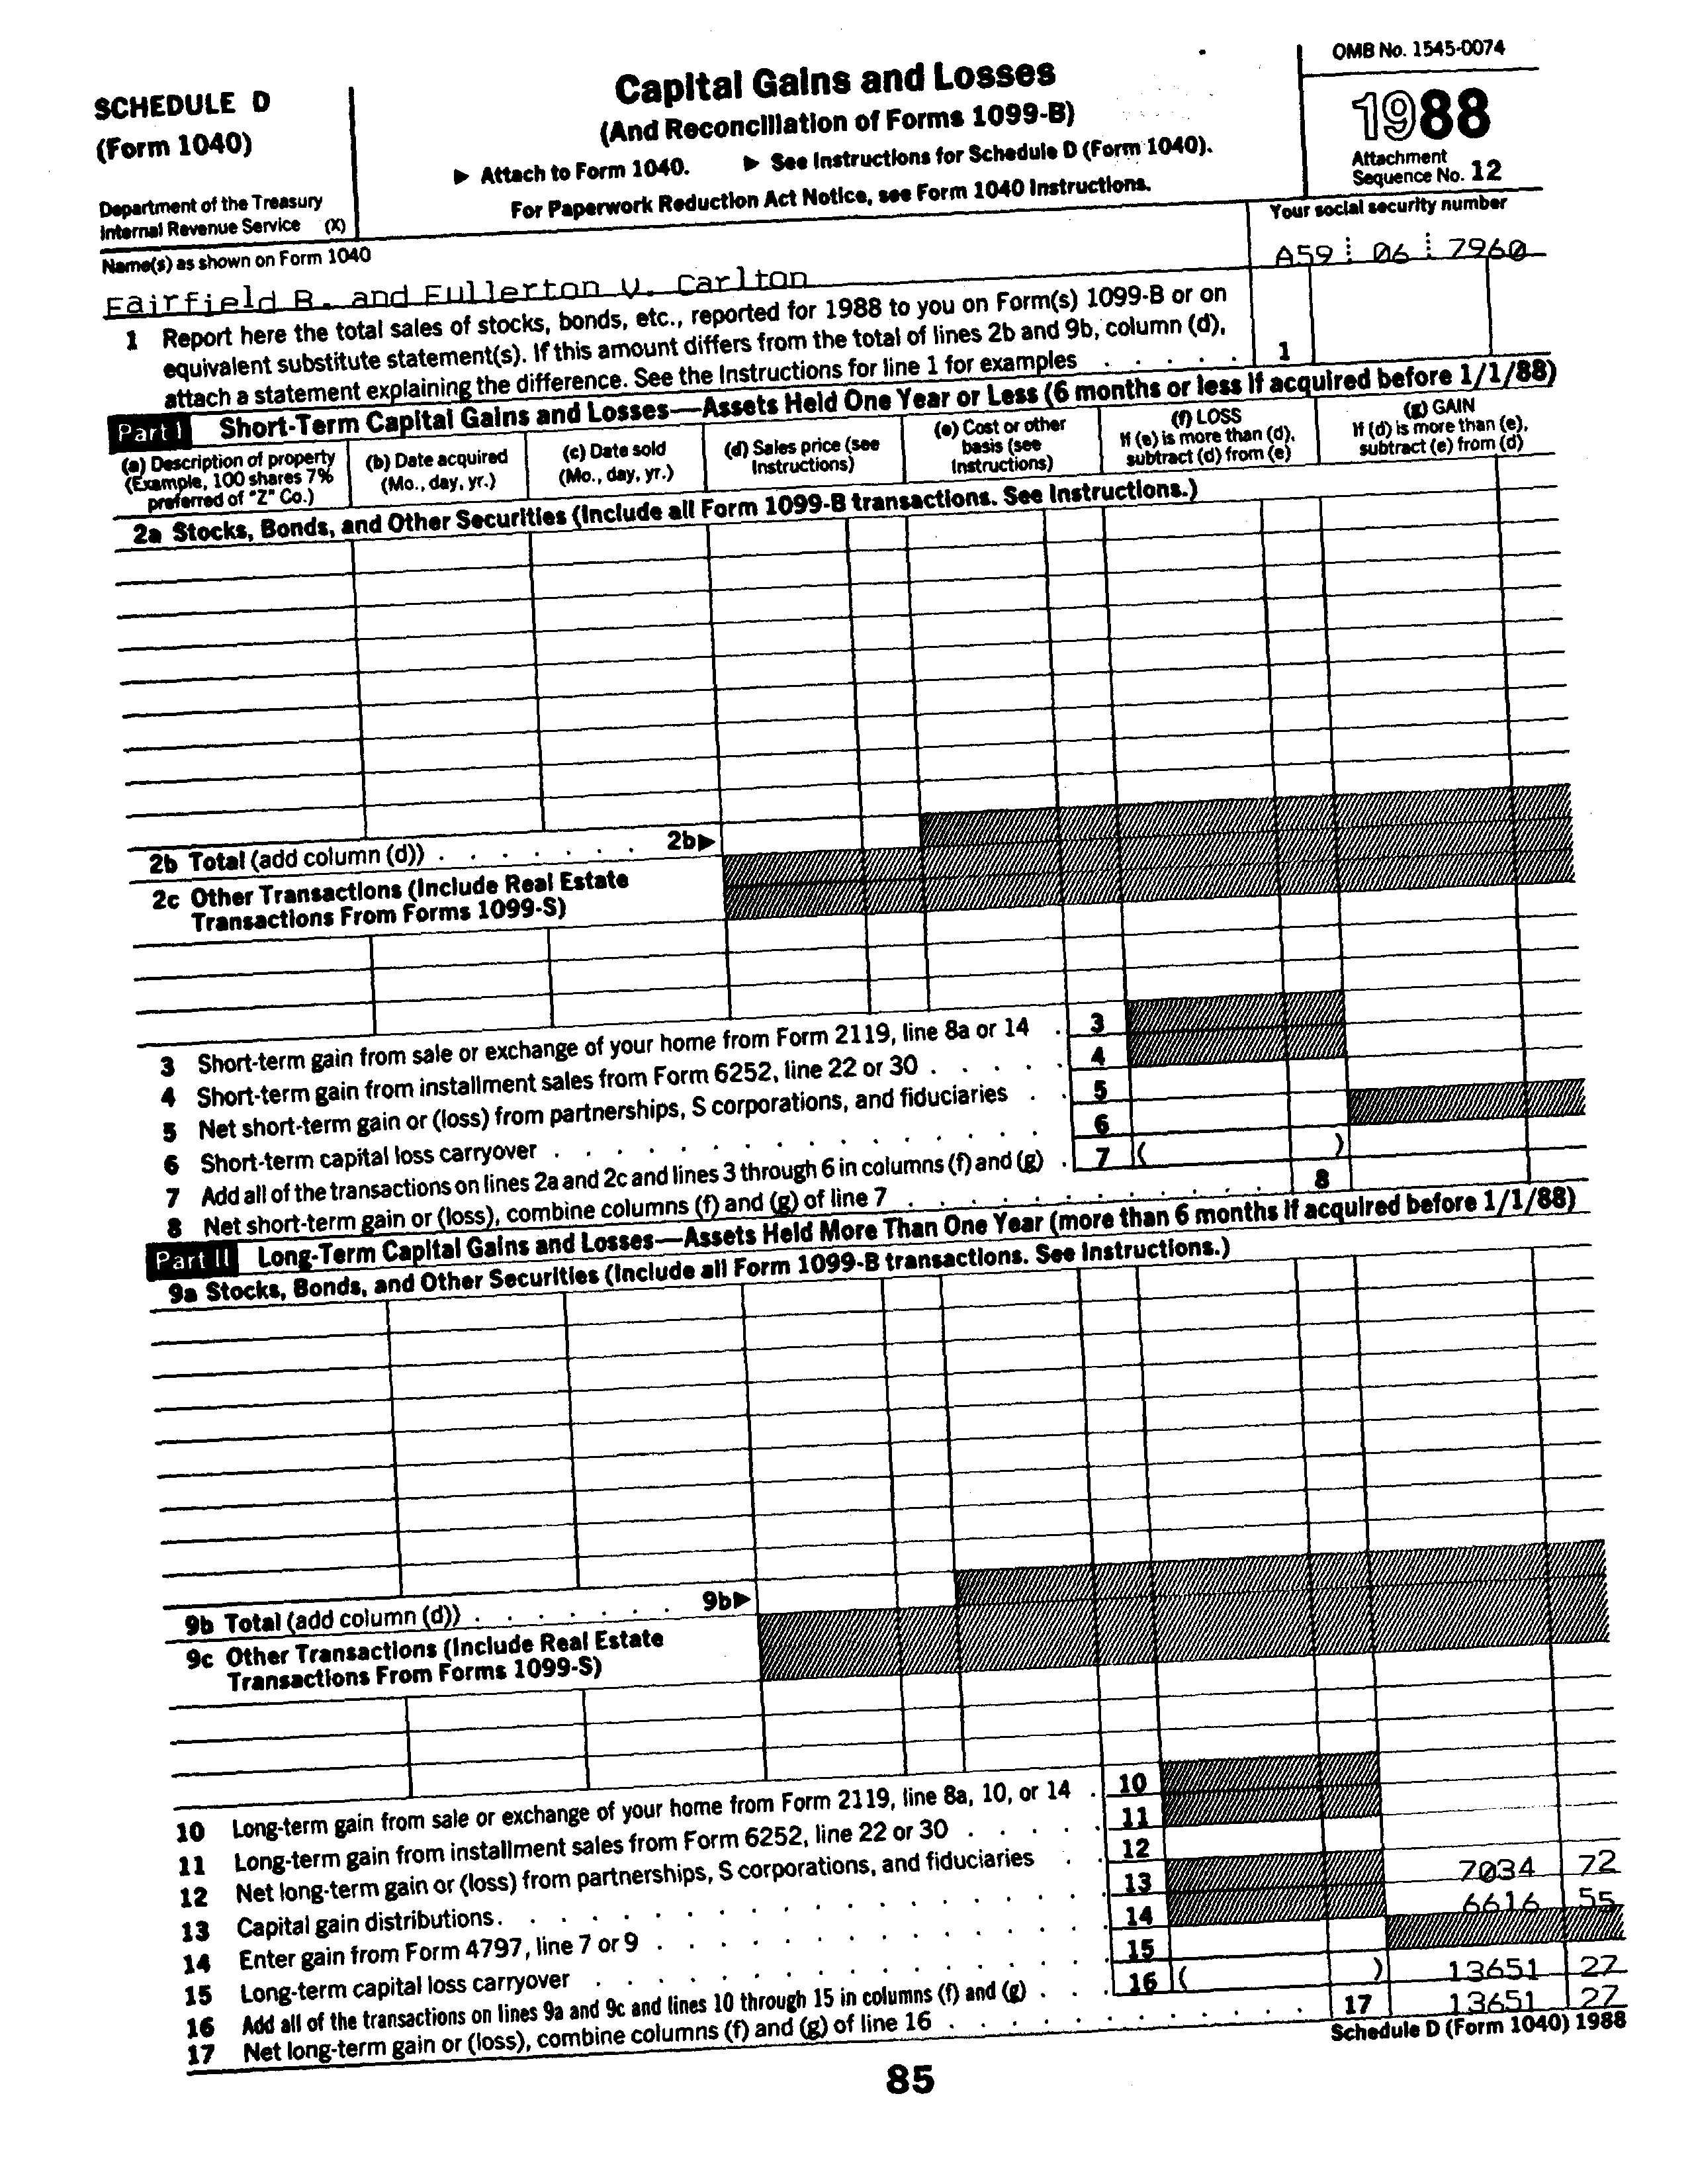 SCHEDULE D
(Form 1040)
Department of the Treasury
Internal Revenue Service (X)
Capital Gains and Losses
(And Reconciliation of Forms 1099-B)
▶ Attach to Form 1040. ▶ See Instructions for Schedule D (Form 1040).
For Paperwork Reduction Act Notice, see Form 1040 Instructions.
OMB No. 1545-0074
1988
Attachment
Sequence No. 12
Name(s) as shown on Form 1040
Your social security number
Fairfield B. and Fullerton V. Carlton
A59 06 7960
1 Report here the total sales of stocks, bonds, etc., reported for 1988 to you on Form(s) 1099-B or on
equivalent substitute statement(s). If this amount differs from the total of lines 2b and 9b, column (d),
attach a statement explaining the difference. See the Instructions for line 1 for examples . . . . . 1
Part I Short-Term Capital Gains and Losses—Assets Held One Year or Less (6 months or less if acquired before 1/1/88)
(a) Description of property
(Example, 100 shares 7%
preferred of "Z" Co.)
(b) Date acquired
(Mo., day, yr.)
(c) Date sold
(Mo., day, yr.)
(d) Sales price (see
Instructions)
(e) Cost or other
basis (see
Instructions)
(f) LOSS
If (e) is more than (d),
subtract (d) from (e)
(g) GAIN
If (d) is more than (e),
subtract (e) from (d)
2a Stocks, Bonds, and Other Securities (Include all Form 1099-B transactions. See Instructions.)
2b Total (add column (d)) . . . . . . . 2b▶
2c Other Transactions (Include Real Estate
Transactions From Forms 1099-S)
3 Short-term gain from sale or exchange of your home from Form 2119, line 8a or 14 . 3
4 Short-term gain from installment sales from Form 6252, line 22 or 30 . . . . . 4
5 Net short-term gain or (loss) from partnerships, S corporations, and fiduciaries . . 5
6 Short-term capital loss carryover . . . . . . . . . . . . . . 6
7 Add all of the transactions on lines 2a and 2c and lines 3 through 6 in columns (f) and (g) . 7 ( )
8 Net short-term gain or (loss), combine columns (f) and (g) of line 7 . . . . . . . . . . . . 8
Part II Long-Term Capital Gains and Losses—Assets Held More Than One Year (more than 6 months if acquired before 1/1/88)
9a Stocks, Bonds, and Other Securities (Include all Form 1099-B transactions. See Instructions.)
9b Total (add column (d)) . . . . . . . 9b▶
9c Other Transactions (Include Real Estate
Transactions From Forms 1099-S)
10 Long-term gain from sale or exchange of your home from Form 2119, line 8a, 10, or 14 . 10
11 Long-term gain from installment sales from Form 6252, line 22 or 30 . . . . . 11
12 Net long-term gain or (loss) from partnerships, S corporations, and fiduciaries . . 12
13 Capital gain distributions. . . . . . . . . . . . . . . . 13 7034 72
14 Enter gain from Form 4797, line 7 or 9 . . . . . . . . . . . . 14 6616 55
15 Long-term capital loss carryover . . . . . . . . . . . . . . 15
16 Add all of the transactions on lines 9a and 9c and lines 10 through 15 in columns (f) and (g) . . . 16 ( ) 13651 27
17 Net long-term gain or (loss), combine columns (f) and (g) of line 16 . . . . . . . . . . . . 17 13651 27
Schedule D (Form 1040) 1988
85